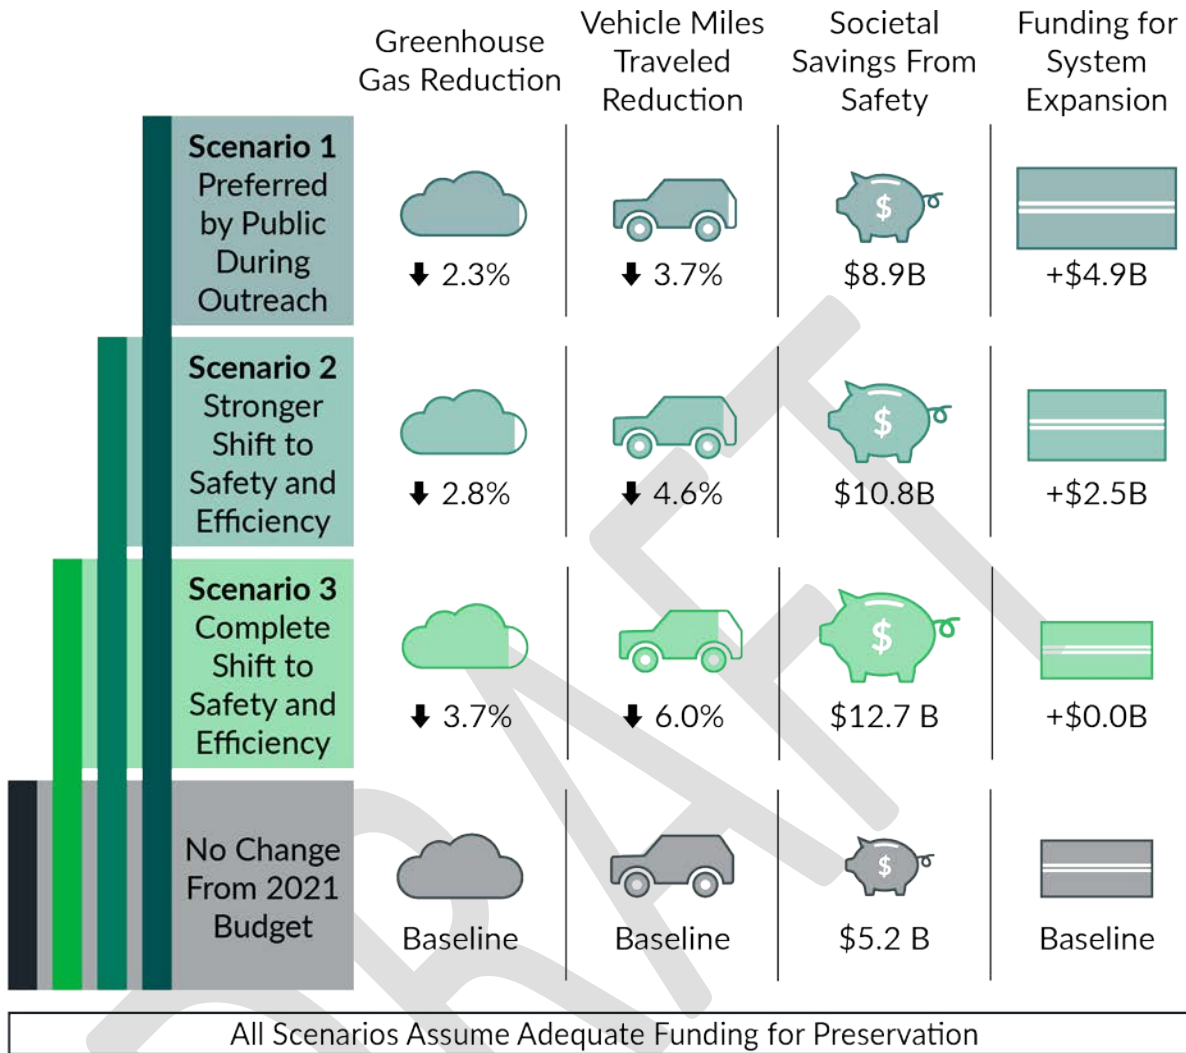 Greenhouse
Gas Reduction
Vehicle Miles
Traveled
Reduction
Societal
Savings From
Safety
Funding for
System
Expansion
Scenario 1
Preferred
by Public
During
Outreach
$
⬇ 2.3%
⬇ 3.7%
$8.9B
+$4.9B
Scenario 2
Stronger
Shift to
Safety and
Efficiency
$
⬇ 2.8%
⬇ 4.6%
$10.8B
+$2.5B
Scenario 3
Complete
Shift to
Safety and
Efficiency
$
⬇ 3.7%
⬇ 6.0%
$12.7 B
+$0.0B
No Change
From 2021
Budget
$
Baseline
Baseline
$5.2 B
Baseline
All Scenarios Assume Adequate Funding for Preservation
DRAFT